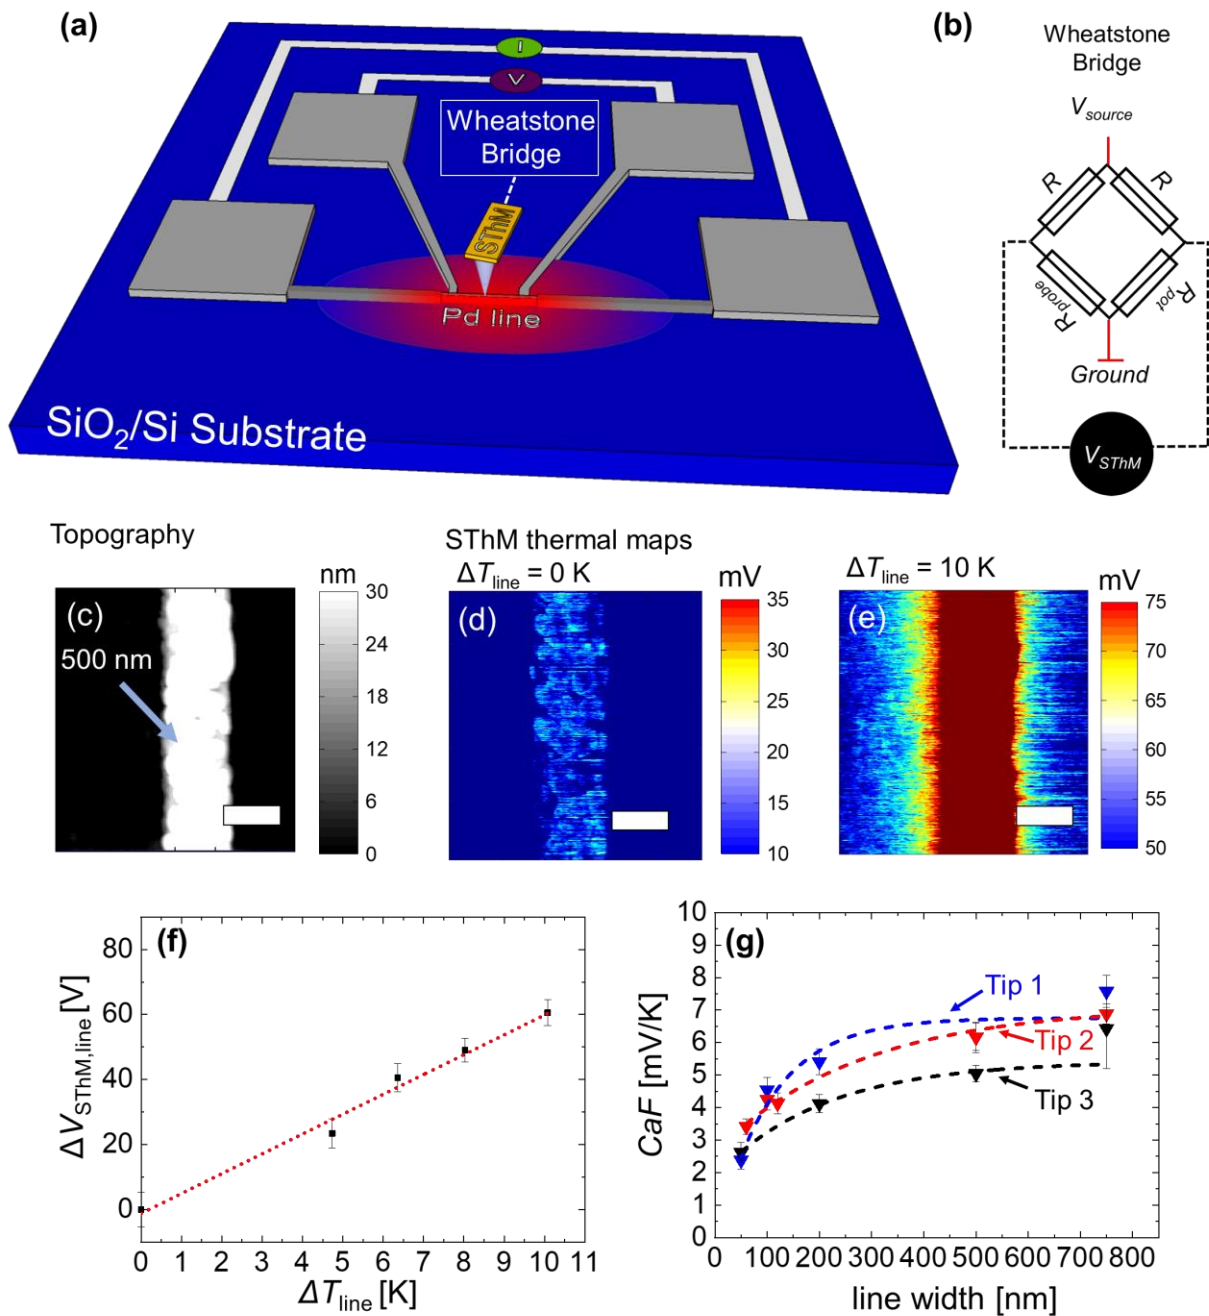 (a)
I
V
Wheatstone
Bridge
SThM
Pd line
SiO₂/Si Substrate
(b)
Wheatstone
Bridge
V_source
R
R
R_probe
R_pot
Ground
V_SThM
Topography
nm
(c)
500 nm
30
24
18
12
6
0
SThM thermal maps
ΔT_line = 0 K
mV
(d)
35
30
25
20
15
10
ΔT_line = 10 K
mV
(e)
75
70
65
60
55
50
(f)
ΔV_SThM,line [V]
80
60
40
20
0
0 1 2 3 4 5 6 7 8 9 10 11
ΔT_line [K]
(g)
CaF [mV/K]
10
9
8
7
6
5
4
3
2
1
0
Tip 1
Tip 2
Tip 3
0 100 200 300 400 500 600 700 800
line width [nm]